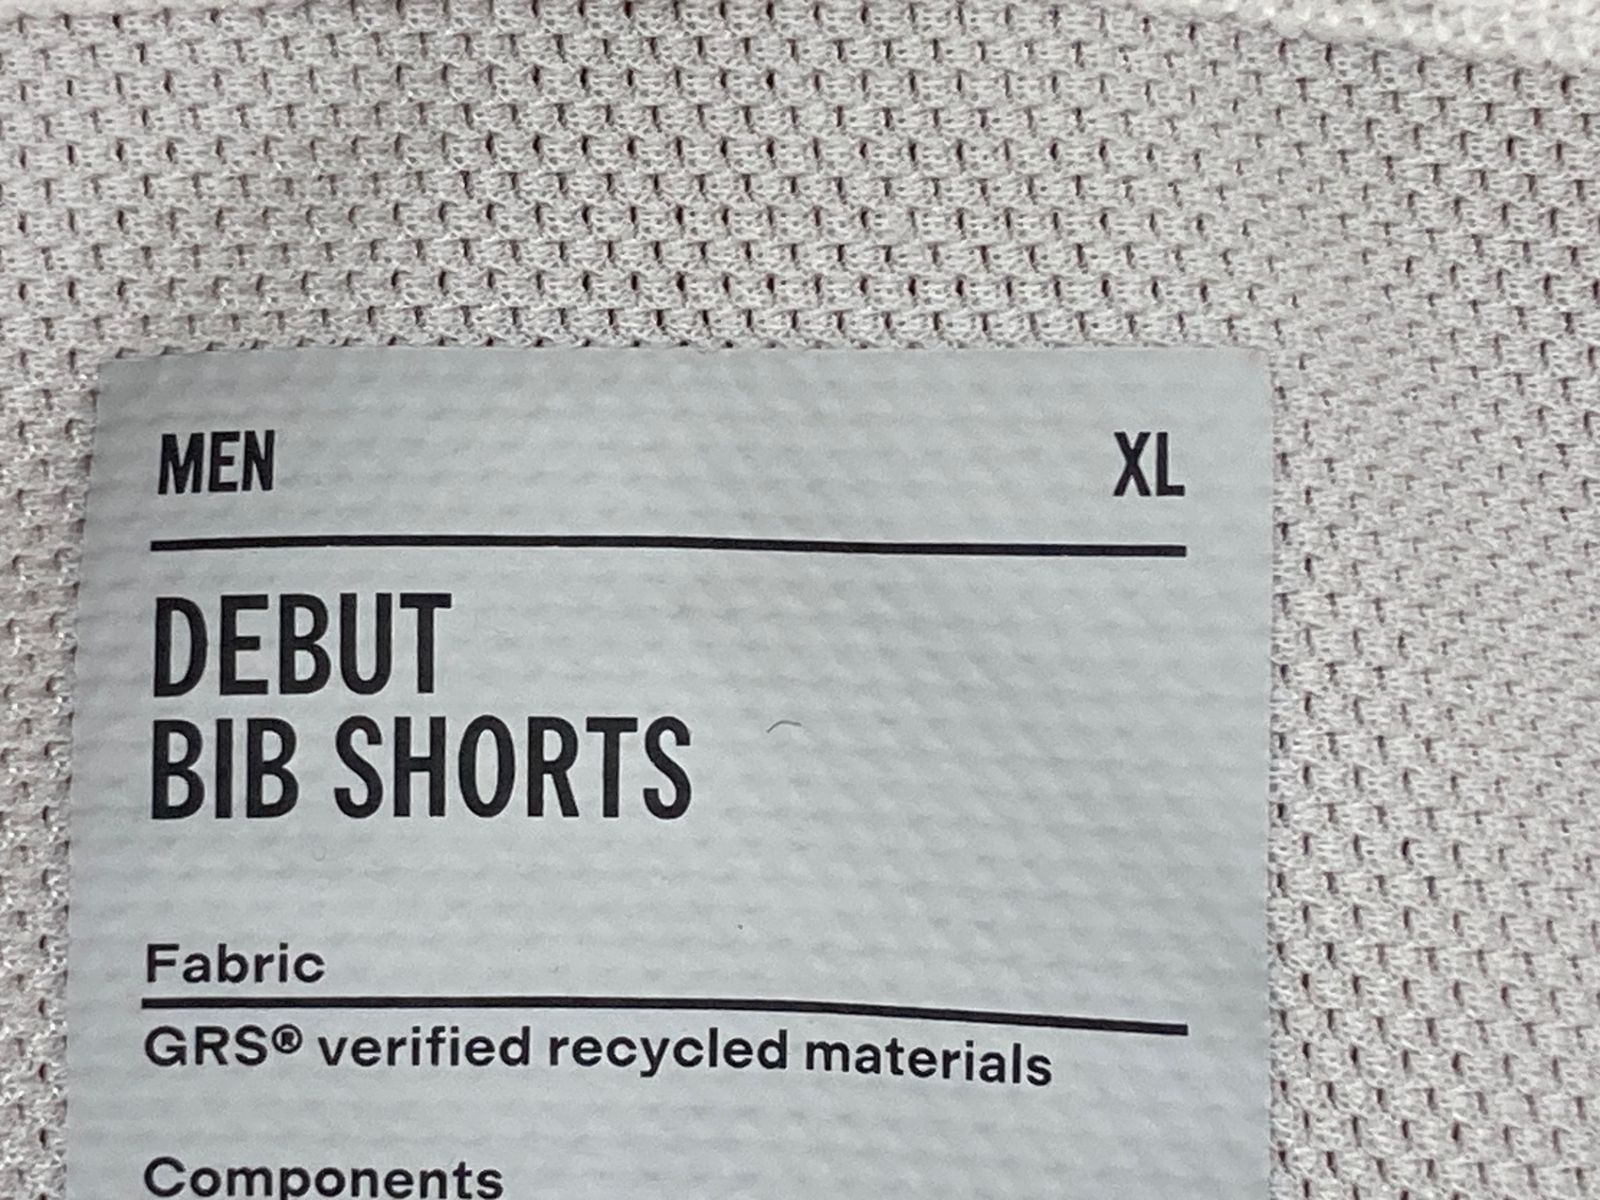 MEN XL
DEBUT
BIB SHORTS
Fabric
GRS® verified recycled materials
Components